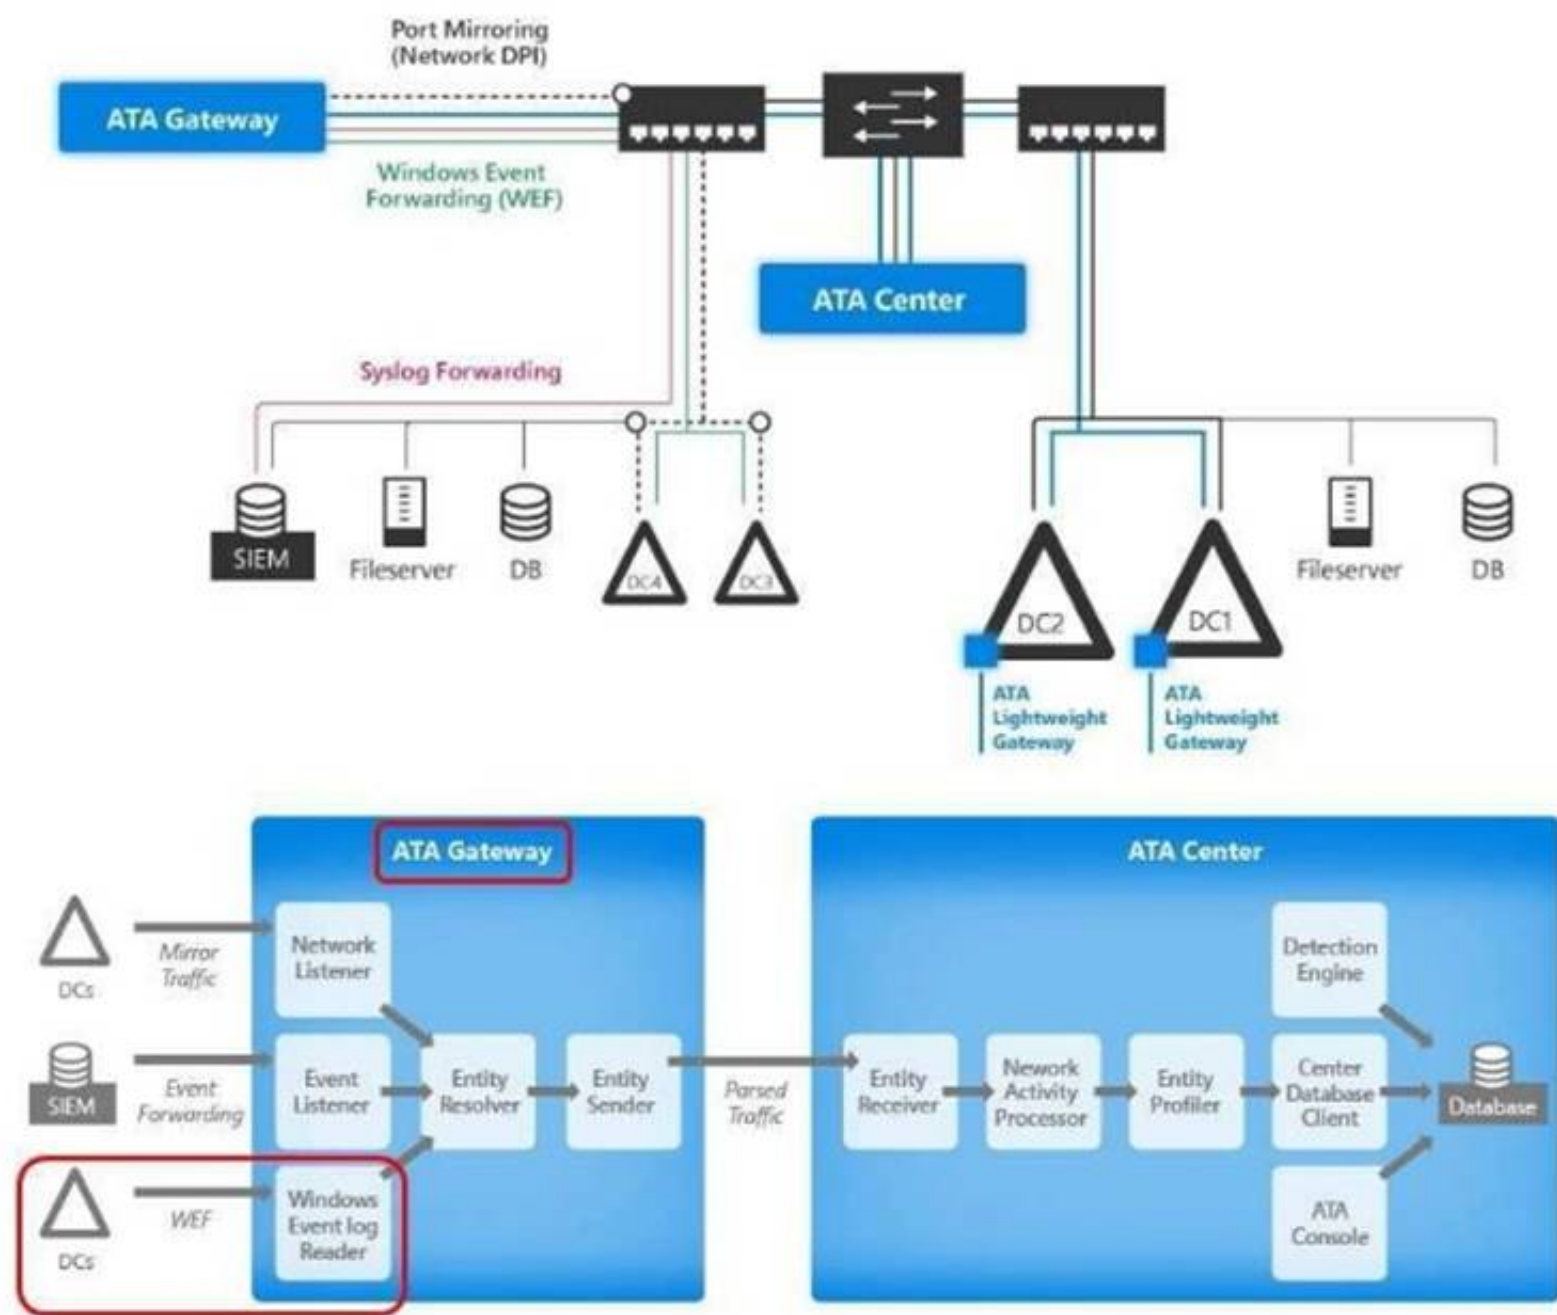 Port Mirroring
(Network DPI)
ATA Gateway
Windows Event
Forwarding (WEF)
ATA Center
Syslog Forwarding
SIEM
Fileserver
DB
DC4
DC3
DC2
DC1
Fileserver
DB
ATA
Lightweight
Gateway
ATA
Lightweight
Gateway
ATA Gateway
ATA Center
DCs
Mirror
Traffic
Network
Listener
Detection
Engine
SIEM
Event
Forwarding
Event
Listener
Entity
Resolver
Entity
Sender
Parsed
Traffic
Entity
Receiver
Nework
Activity
Processor
Entity
Profiler
Center
Database
Client
Database
DCs
WEF
Windows
Event log
Reader
ATA
Console